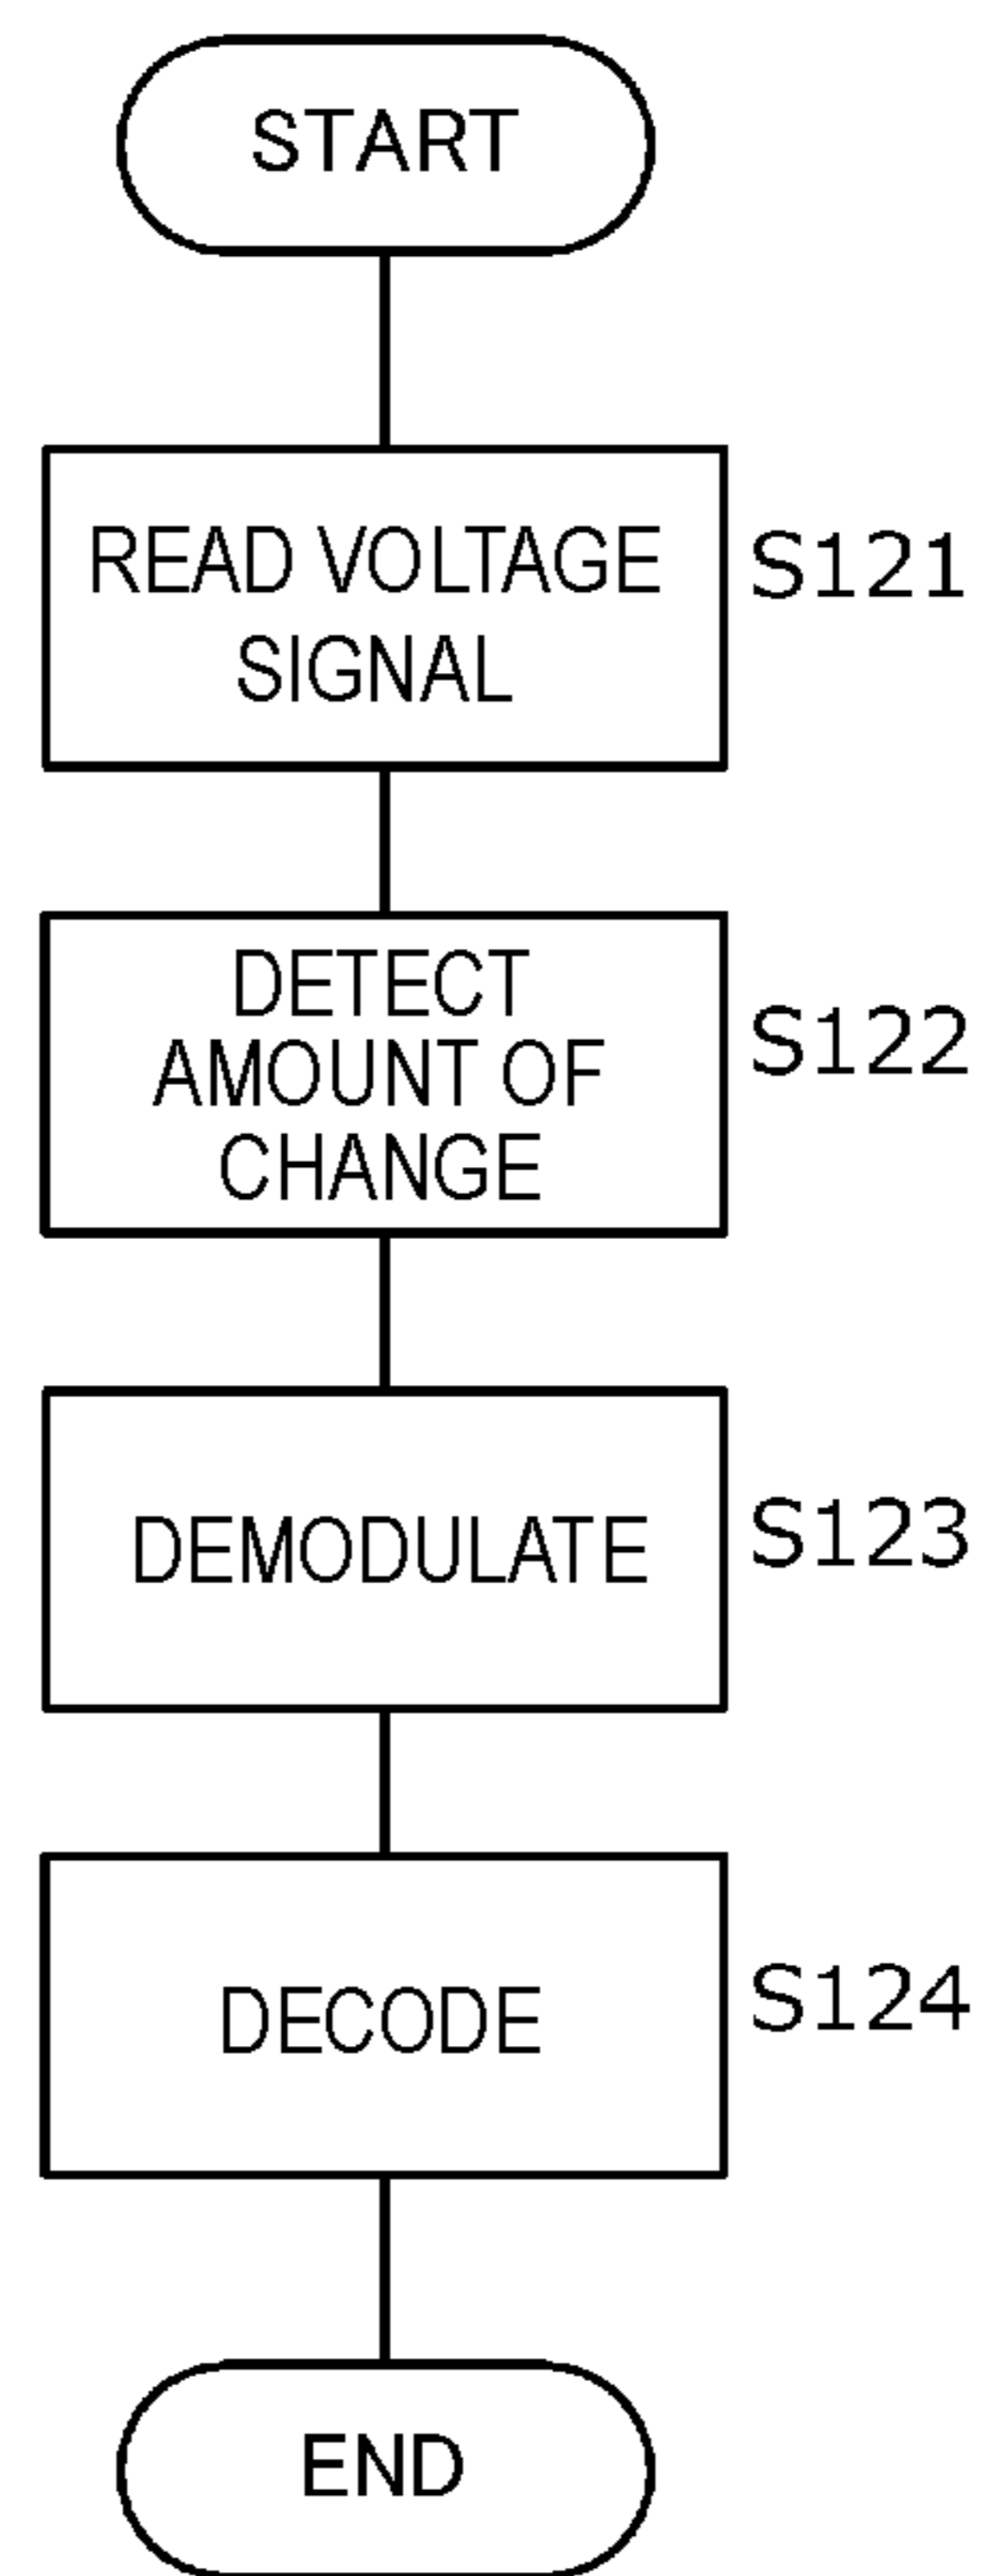 START
READ VOLTAGE
SIGNAL
S121
DETECT
AMOUNT OF
CHANGE
S122
DEMODULATE
S123
DECODE
S124
END